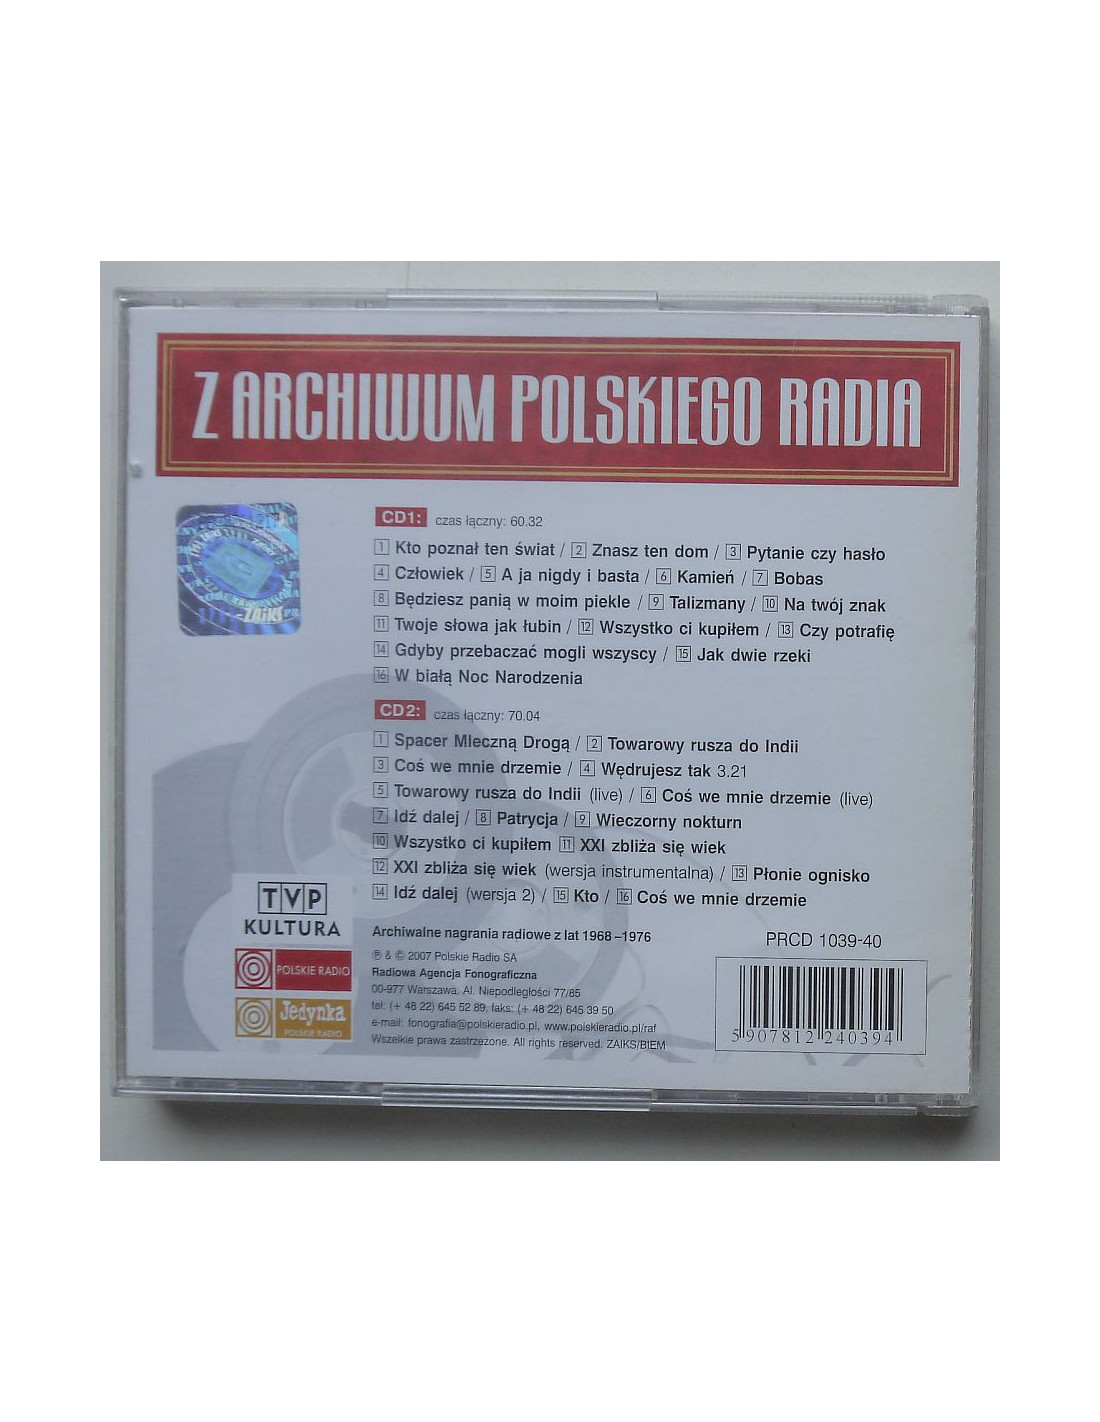 Z ARCHIWUM POLSKIEGO RADIA
CD1: czas łączny: 60.32
1 Kto poznał ten świat / 2 Znasz ten dom / 3 Pytanie czy hasło
4 Człowiek / 5 A ja nigdy i basta / 6 Kamień / 7 Bobas
8 Będziesz panią w moim piekle / 9 Talizmany / 10 Na twój znak
11 Twoje słowa jak łubin / 12 Wszystko ci kupiłem / 13 Czy potrafię
14 Gdyby przebaczać mogli wszyscy / 15 Jak dwie rzeki
16 W białą Noc Narodzenia
CD2: czas łączny: 70.04
1 Spacer Mleczną Drogą / 2 Towarowy rusza do Indii
3 Coś we mnie drzemie / 4 Wędrujesz tak 3.21
5 Towarowy rusza do Indii (live) / 6 Coś we mnie drzemie (live)
7 Idź dalej / 8 Patrycja / 9 Wieczorny nokturn
10 Wszystko ci kupiłem 11 XXI zbliża się wiek
12 XXI zbliża się wiek (wersja instrumentalna) / 13 Płonie ognisko
14 Idź dalej (wersja 2) / 15 Kto / 16 Coś we mnie drzemie
Archiwalne nagrania radiowe z lat 1968–1976
℗ & © 2007 Polskie Radio SA
Radiowa Agencja Fonograficzna
00-977 Warszawa, Al. Niepodległości 77/85
tel: (+ 48 22) 645 52 89, faks: (+ 48 22) 645 39 50
e-mail: fonografia@polskieradio.pl, www.polskieradio.pl/raf
Wszelkie prawa zastrzeżone. All rights reserved. ZAIKS/BIEM
TVP
KULTURA
POLSKIE RADIO
Jedynka
POLSKIE RADIO
PRCD 1039-40
5 907812 240394
ZAiKS